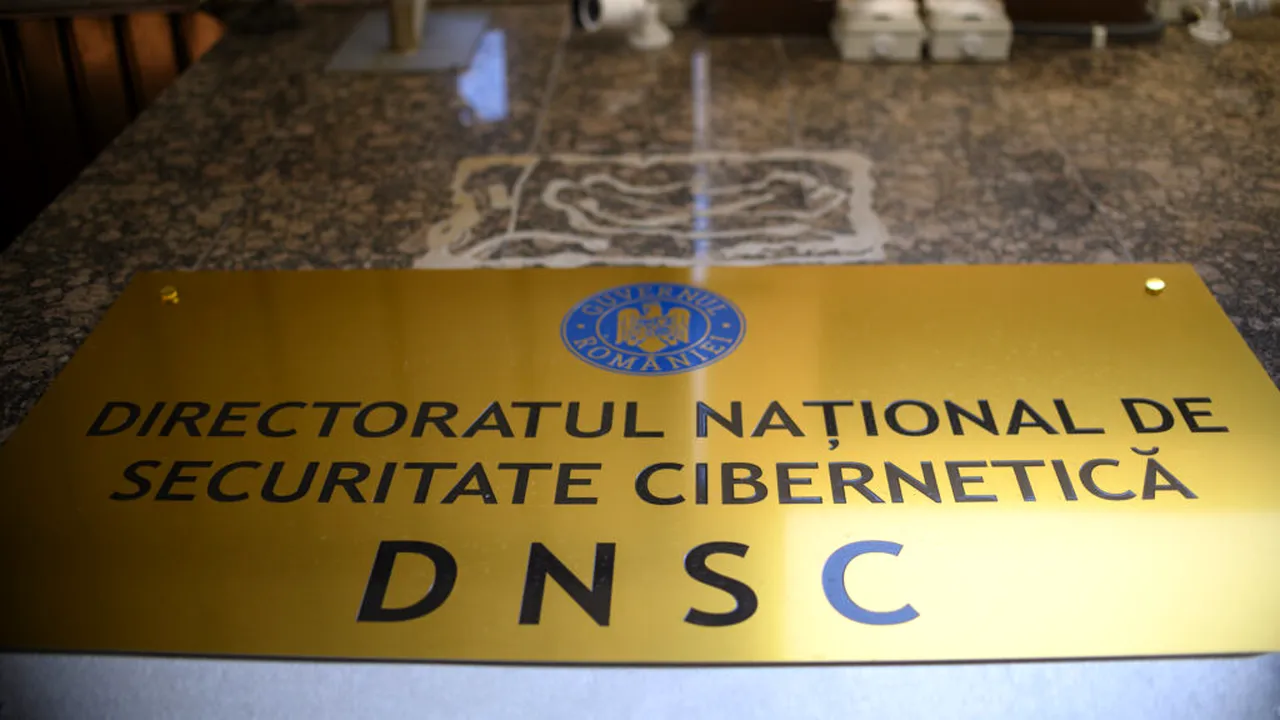 GUVERNUL
ROMÂNIEI
DIRECTORATUL NAȚIONAL DE
SECURITATE CIBERNETICĂ
DNSC